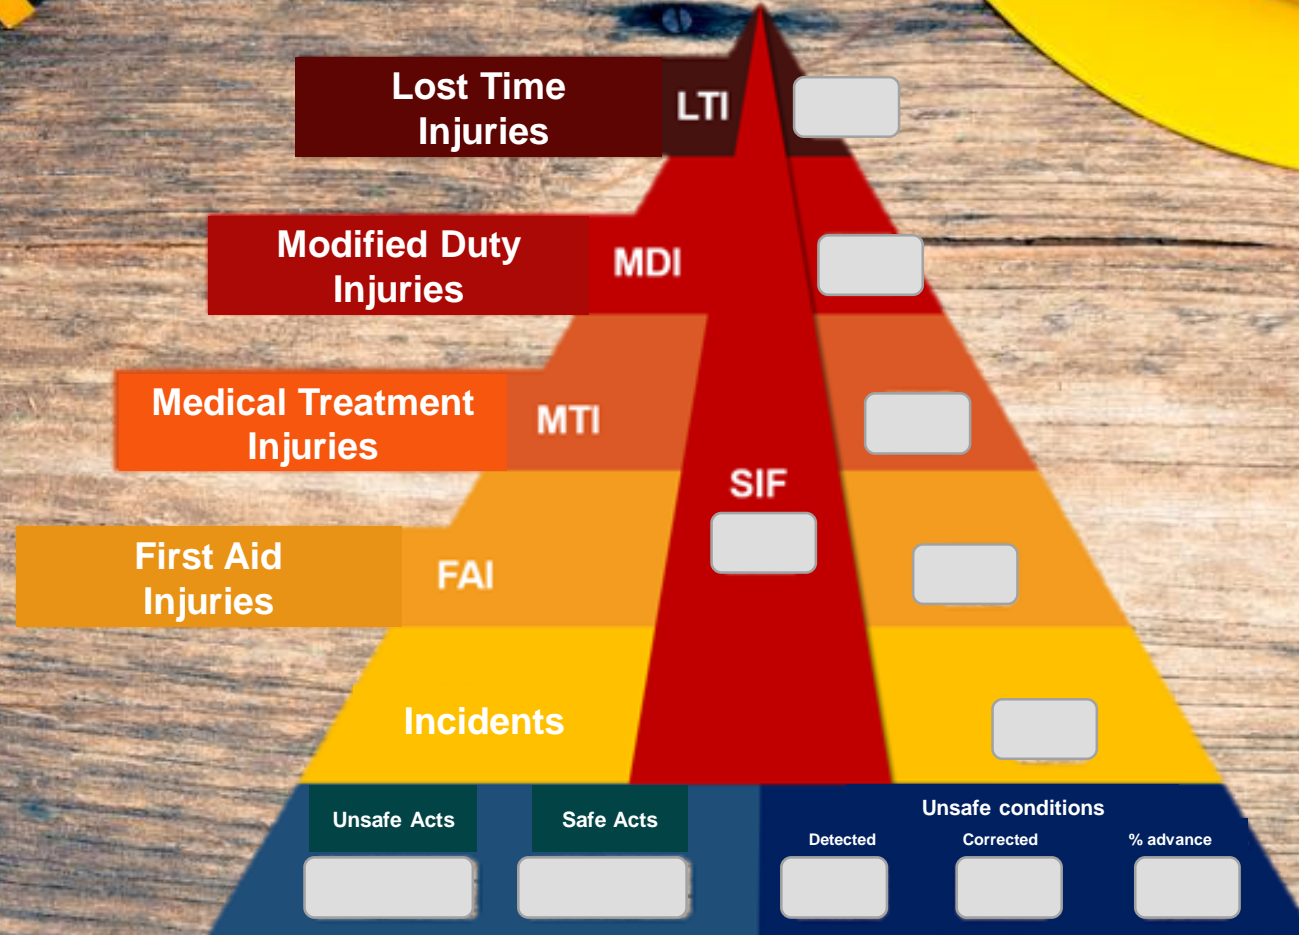 Lost Time
Injuries
LTI
Modified Duty
Injuries
MDI
Medical Treatment
Injuries
MTI
SIF
First Aid
Injuries
FAI
Incidents
Unsafe Acts
Safe Acts
Unsafe conditions
Detected
Corrected
% advance